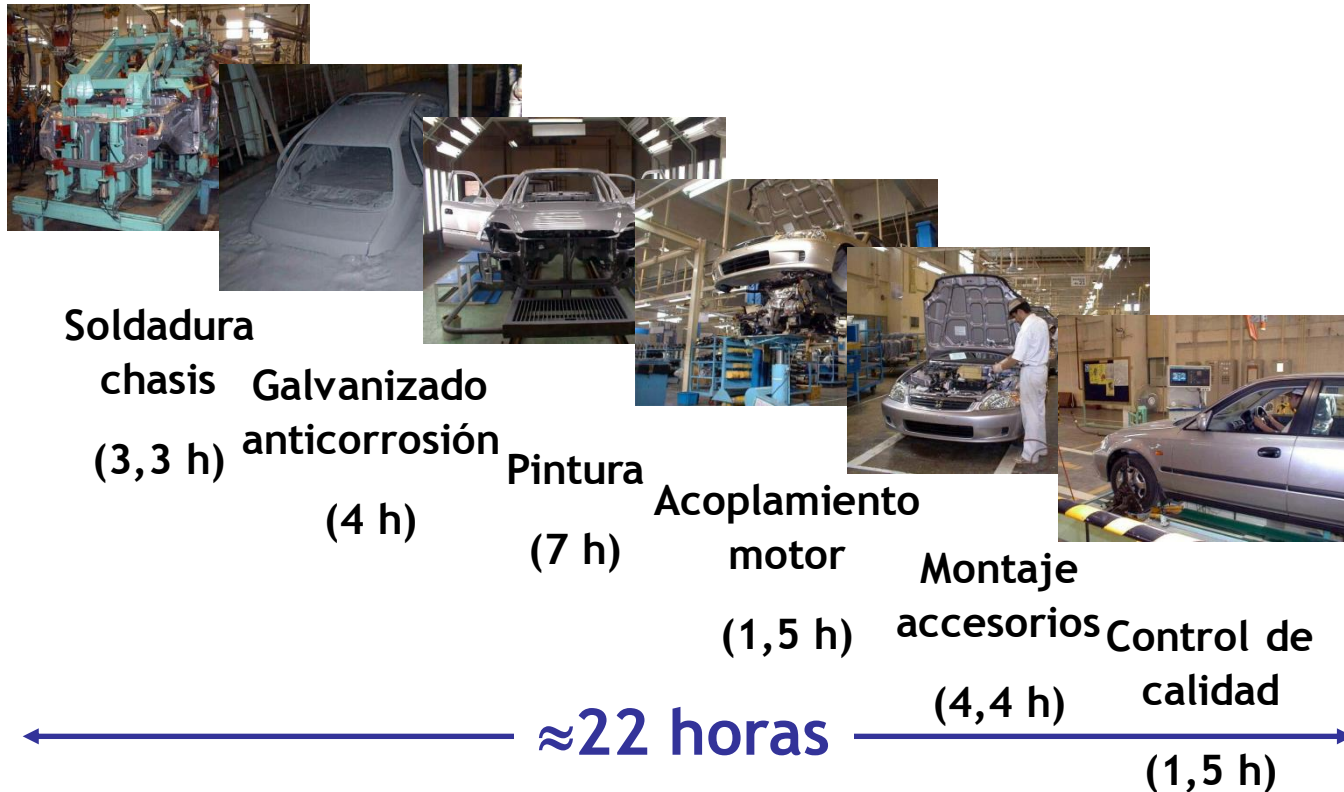 Soldadura
chasis
(3,3 h)
Galvanizado
anticorrosión
(4 h)
Pintura
(7 h)
Acoplamiento
motor
(1,5 h)
Montaje
accesorios
(4,4 h)
Control de
calidad
(1,5 h)
≈22 horas